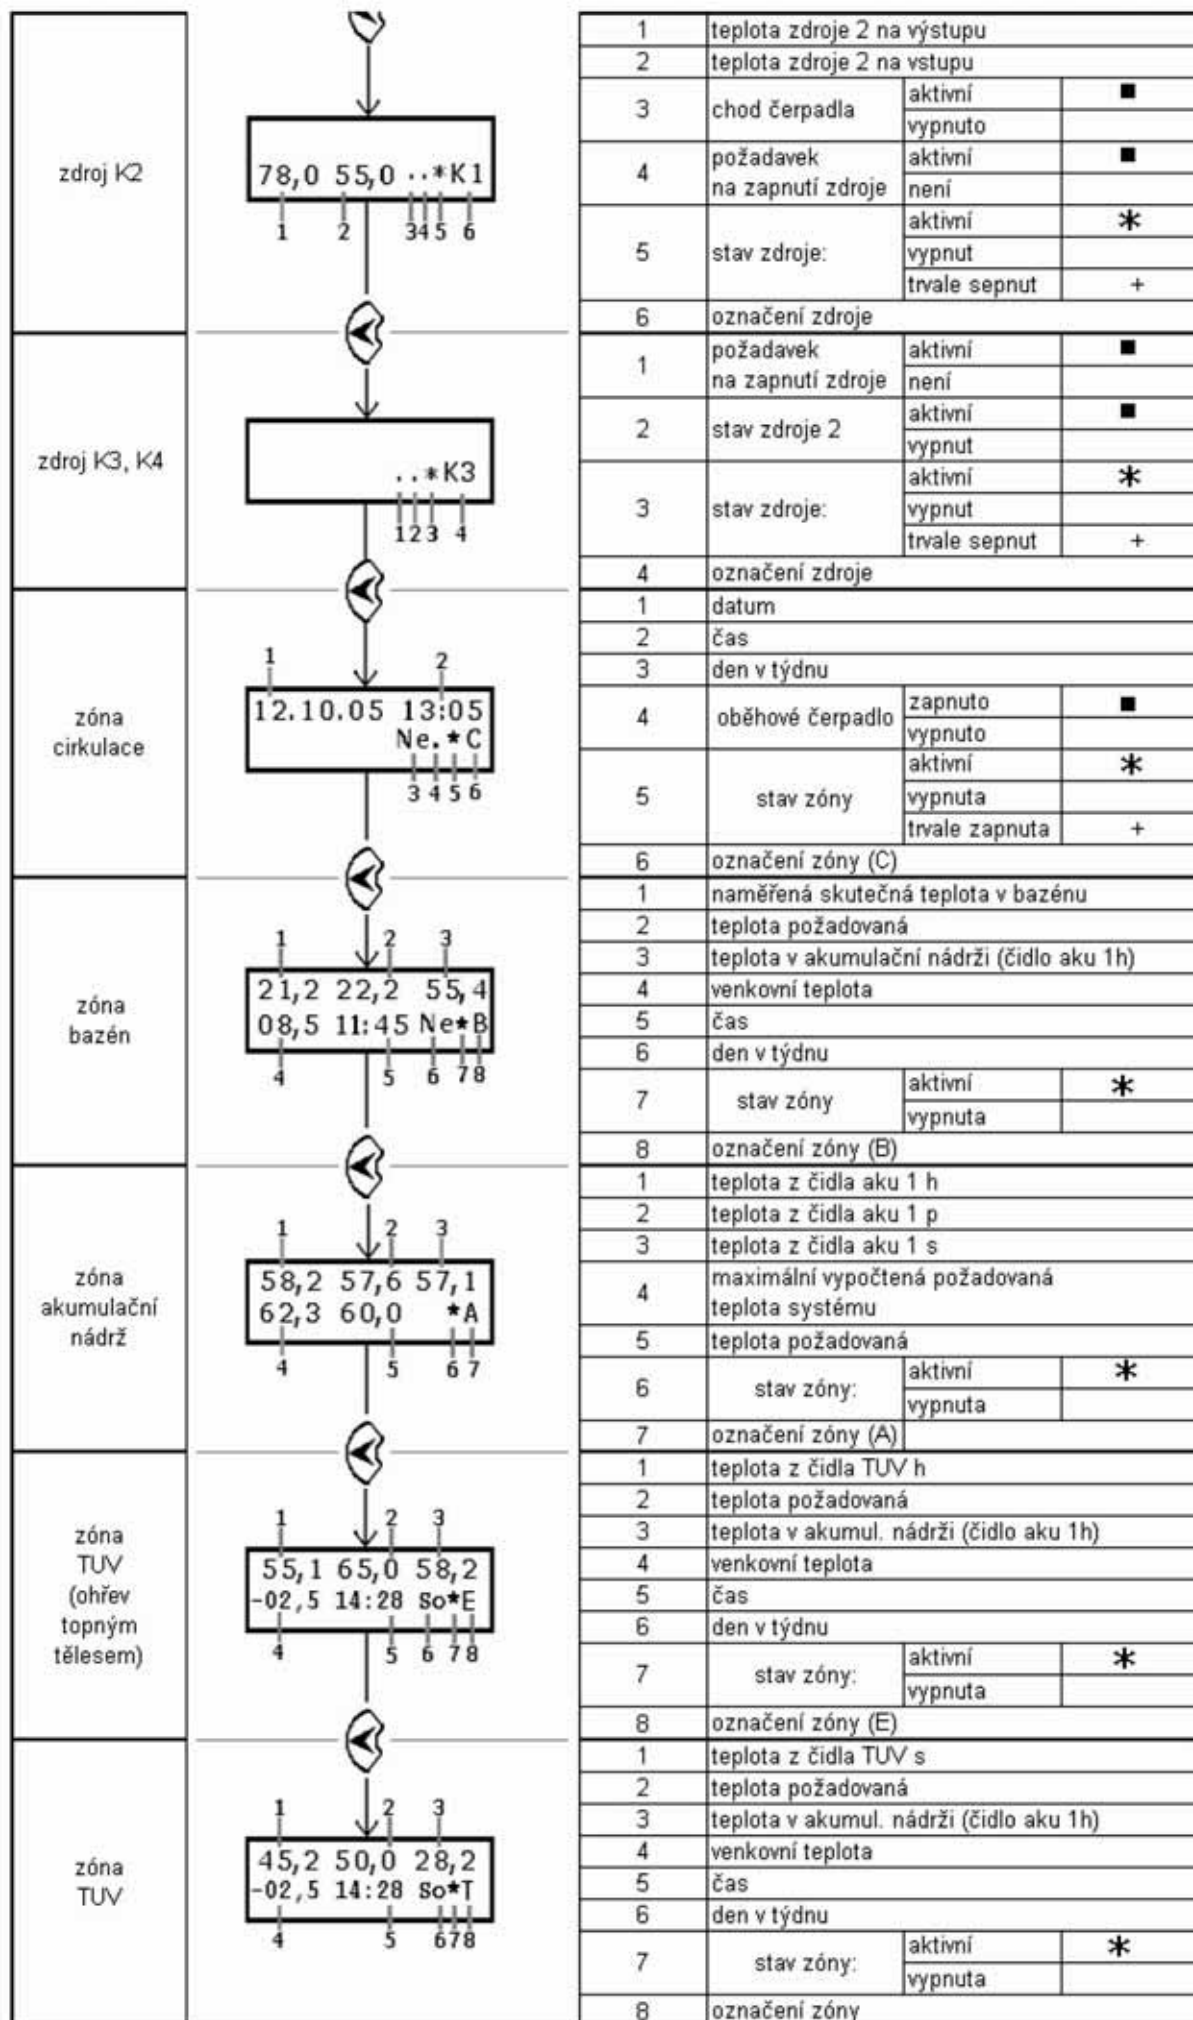 zdroj K2
78,0 55,0 ..*K1
1 2 3 4 5 6
1 teplota zdroje 2 na výstupu
2 teplota zdroje 2 na vstupu
3 chod čerpadla aktivní ■
vypnuto
4 požadavek na zapnutí zdroje aktivní ■
není
5 stav zdroje: aktivní *
vypnut
trvale sepnut +
6 označení zdroje
zdroj K3, K4
..*K3
1 2 3 4
1 požadavek na zapnutí zdroje aktivní ■
není
2 stav zdroje 2 aktivní ■
vypnut
3 stav zdroje: aktivní *
vypnut
trvale sepnut +
4 označení zdroje
zóna
cirkulace
1 2
12.10.05 13:05
Ne.*C
3 4 5 6
1 datum
2 čas
3 den v týdnu
4 oběhové čerpadlo zapnuto ■
vypnuto
5 stav zóny aktivní *
vypnuta
trvale zapnuta +
6 označení zóny (C)
zóna
bazén
1 2 3
21,2 22,2 55,4
08,5 11:45 Ne*B
4 5 6 7 8
1 naměřená skutečná teplota v bazénu
2 teplota požadovaná
3 teplota v akumulační nádrži (čidlo aku 1h)
4 venkovní teplota
5 čas
6 den v týdnu
7 stav zóny aktivní *
vypnuta
8 označení zóny (B)
zóna
akumulační
nádrž
1 2 3
58,2 57,6 57,1
62,3 60,0 *A
4 5 6 7
1 teplota z čidla aku 1 h
2 teplota z čidla aku 1 p
3 teplota z čidla aku 1 s
4 maximální vypočtená požadovaná
teplota systému
5 teplota požadovaná
6 stav zóny: aktivní *
vypnuta
7 označení zóny (A)
zóna
TUV
(ohřev
topným
tělesem)
1 2 3
55,1 65,0 58,2
-02,5 14:28 So*E
4 5 6 7 8
1 teplota z čidla TUV h
2 teplota požadovaná
3 teplota v akumul. nádrži (čidlo aku 1h)
4 venkovní teplota
5 čas
6 den v týdnu
7 stav zóny: aktivní *
vypnuta
8 označení zóny (E)
zóna
TUV
1 2 3
45,2 50,0 28,2
-02,5 14:28 So*T
4 5 6 7 8
1 teplota z čidla TUV s
2 teplota požadovaná
3 teplota v akumul. nádrži (čidlo aku 1h)
4 venkovní teplota
5 čas
6 den v týdnu
7 stav zóny: aktivní *
vypnuta
8 označení zóny